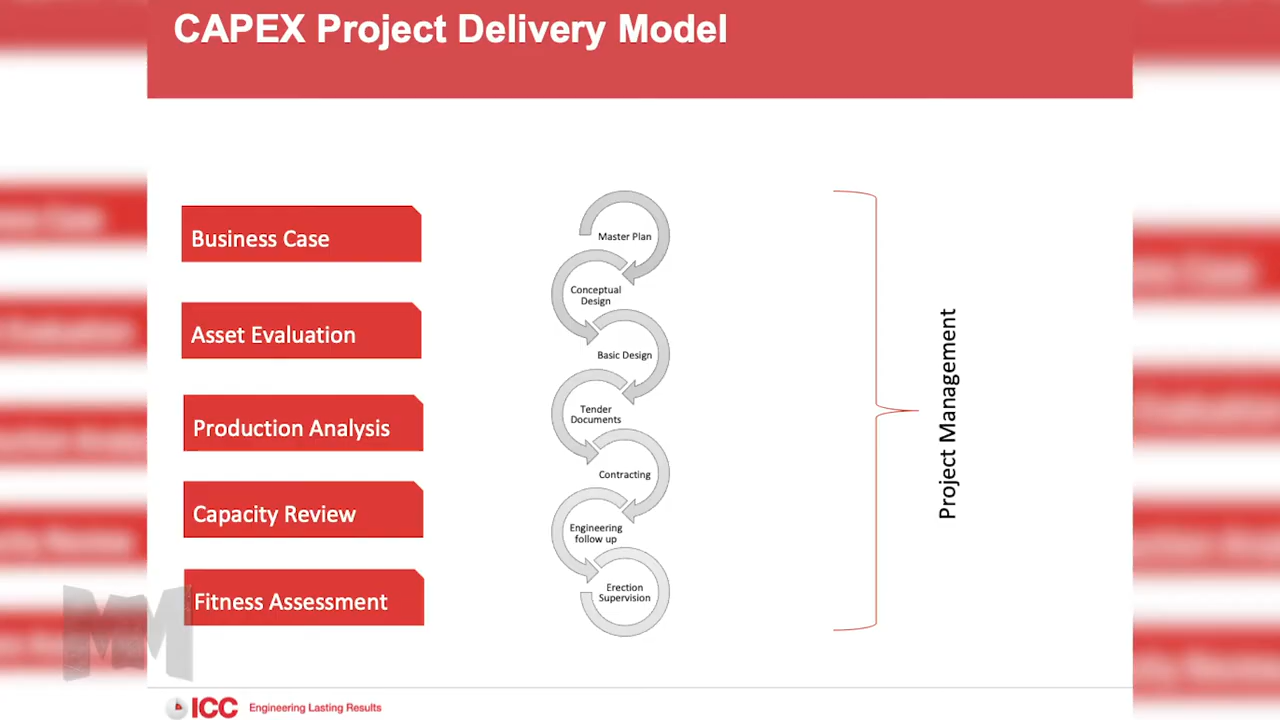 CAPEX Project Delivery Model
Business Case
Asset Evaluation
Production Analysis
Capacity Review
Fitness Assessment
Master Plan
Conceptual
Design
Basic Design
Tender
Documents
Contracting
Engineering
follow up
Erection
Supervision
Project Management
MM
ICC Engineering Lasting Results